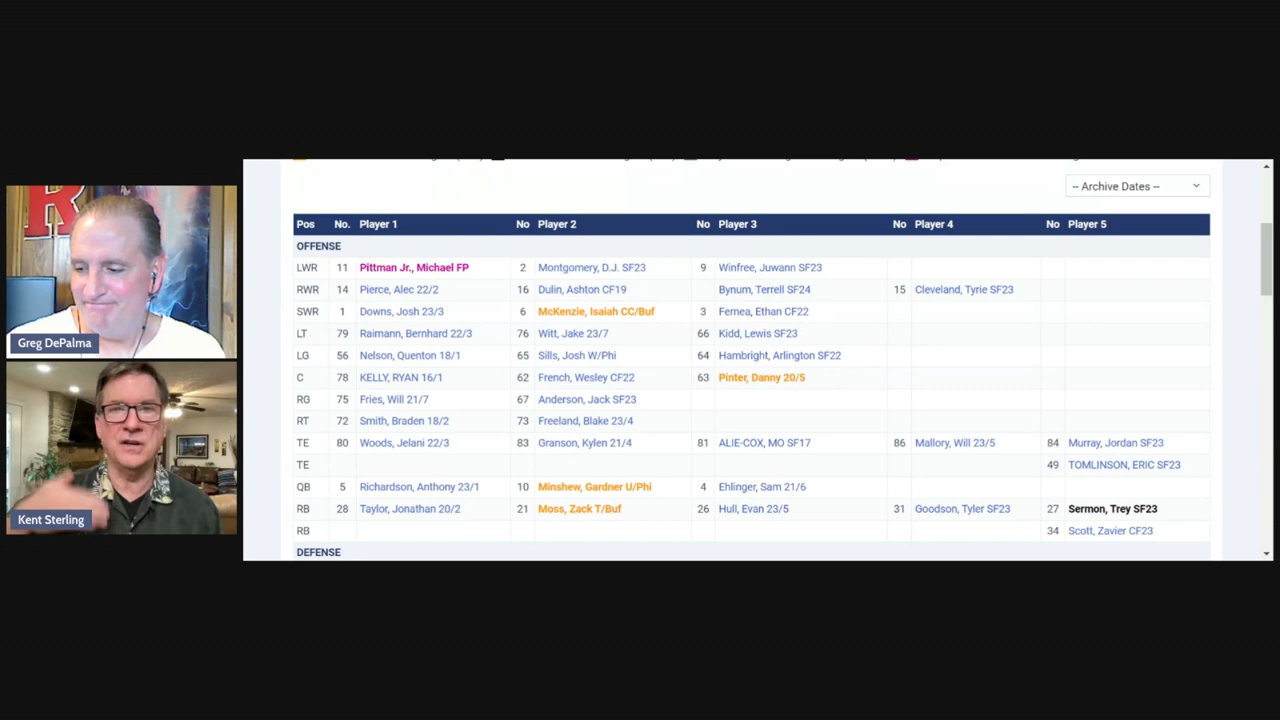 -- Archive Dates --
Pos No. Player 1 No Player 2 No Player 3 No Player 4 No Player 5
OFFENSE
LWR 11 Pittman Jr., Michael FP 2 Montgomery, D.J. SF23 9 Winfree, Juwann SF23
RWR 14 Pierce, Alec 22/2 16 Dulin, Ashton CF19 Bynum, Terrell SF24 15 Cleveland, Tyrie SF23
SWR 1 Downs, Josh 23/3 6 McKenzie, Isaiah CC/Buf 3 Fernea, Ethan CF22
LT 79 Raimann, Bernhard 22/3 76 Witt, Jake 23/7 66 Kidd, Lewis SF23
LG 56 Nelson, Quenton 18/1 65 Sills, Josh W/Phi 64 Hambright, Arlington SF22
C 78 KELLY, RYAN 16/1 62 French, Wesley CF22 63 Pinter, Danny 20/5
RG 75 Fries, Will 21/7 67 Anderson, Jack SF23
RT 72 Smith, Braden 18/2 73 Freeland, Blake 23/4
TE 80 Woods, Jelani 22/3 83 Granson, Kylen 21/4 81 ALIE-COX, MO SF17 86 Mallory, Will 23/5 84 Murray, Jordan SF23
TE 49 TOMLINSON, ERIC SF23
QB 5 Richardson, Anthony 23/1 10 Minshew, Gardner U/Phi 4 Ehlinger, Sam 21/6
RB 28 Taylor, Jonathan 20/2 21 Moss, Zack T/Buf 26 Hull, Evan 23/5 31 Goodson, Tyler SF23 27 Sermon, Trey SF23
RB 34 Scott, Zavier CF23
DEFENSE
R
Greg DePalma
Kent Sterling